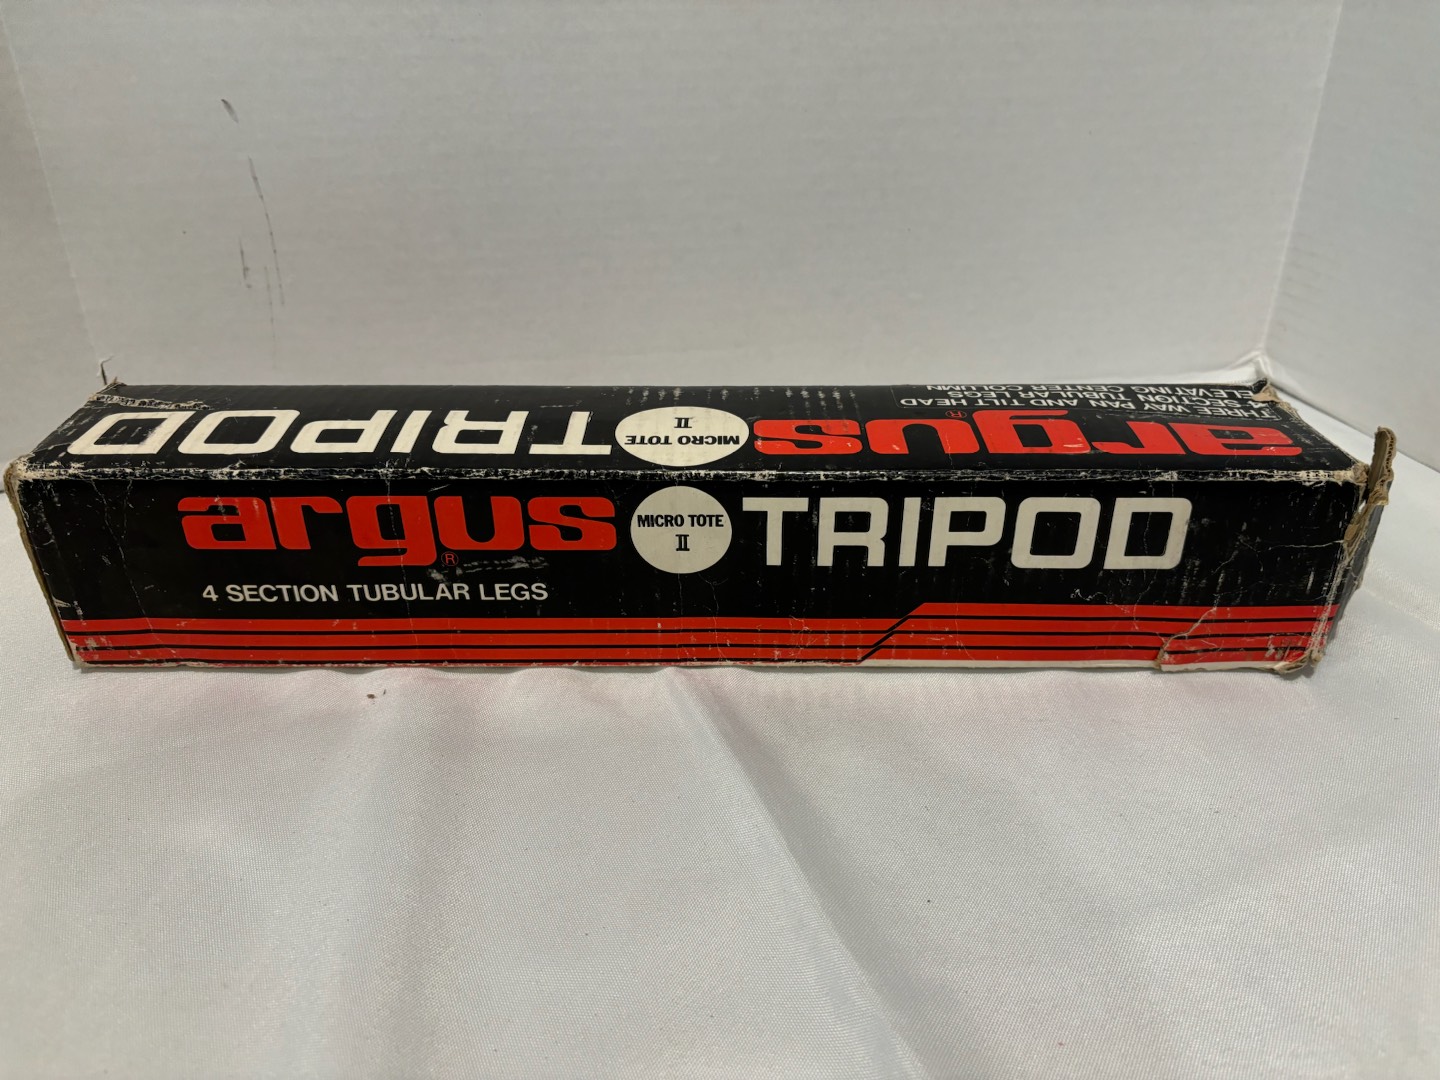 argus® MICRO TOTE II TRIPOD
THREE WAY PAN AND TILT HEAD
4 SECTION TUBULAR LEGS
ELEVATING CENTER COLUMN
argus® MICRO TOTE II TRIPOD
4 SECTION TUBULAR LEGS